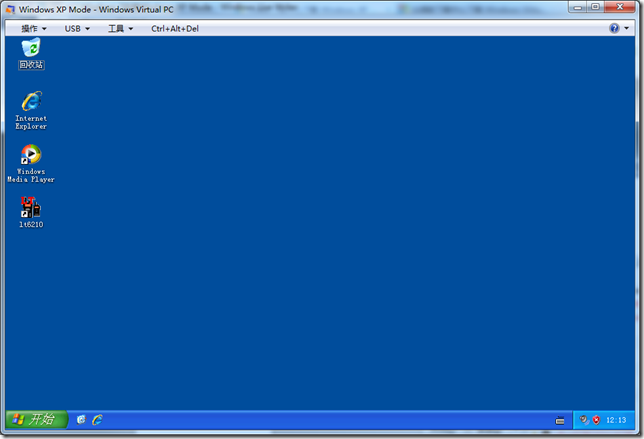 Windows XP Mode - Windows Virtual PC
操作 USB 工具 Ctrl+Alt+Del
回收站
Internet
Explorer
Windows
Media Player
lt6210
开始 12:13